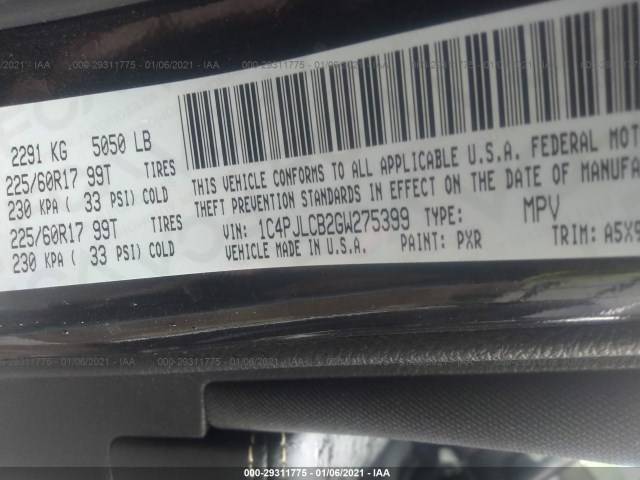 000-29311775 - 01/06/2021 - IAA
2291 KG 5050 LB
225/60R17 99T TIRES
230 KPA ( 33 PSI) COLD
225/60R17 99T TIRES
230 KPA ( 33 PSI) COLD
THIS VEHICLE CONFORMS TO ALL APPLICABLE U.S.A. FEDERAL MOTOR
THEFT PREVENTION STANDARDS IN EFFECT ON THE DATE OF MANUFA
VIN: 1C4PJLCB2GW275399 TYPE: MPV
VEHICLE MADE IN U.S.A. PAINT: PXR TRIM: A5X9
000-29311775 - 01/06/2021 - IAA
000-29311775 - 01/06/2021 - IAA